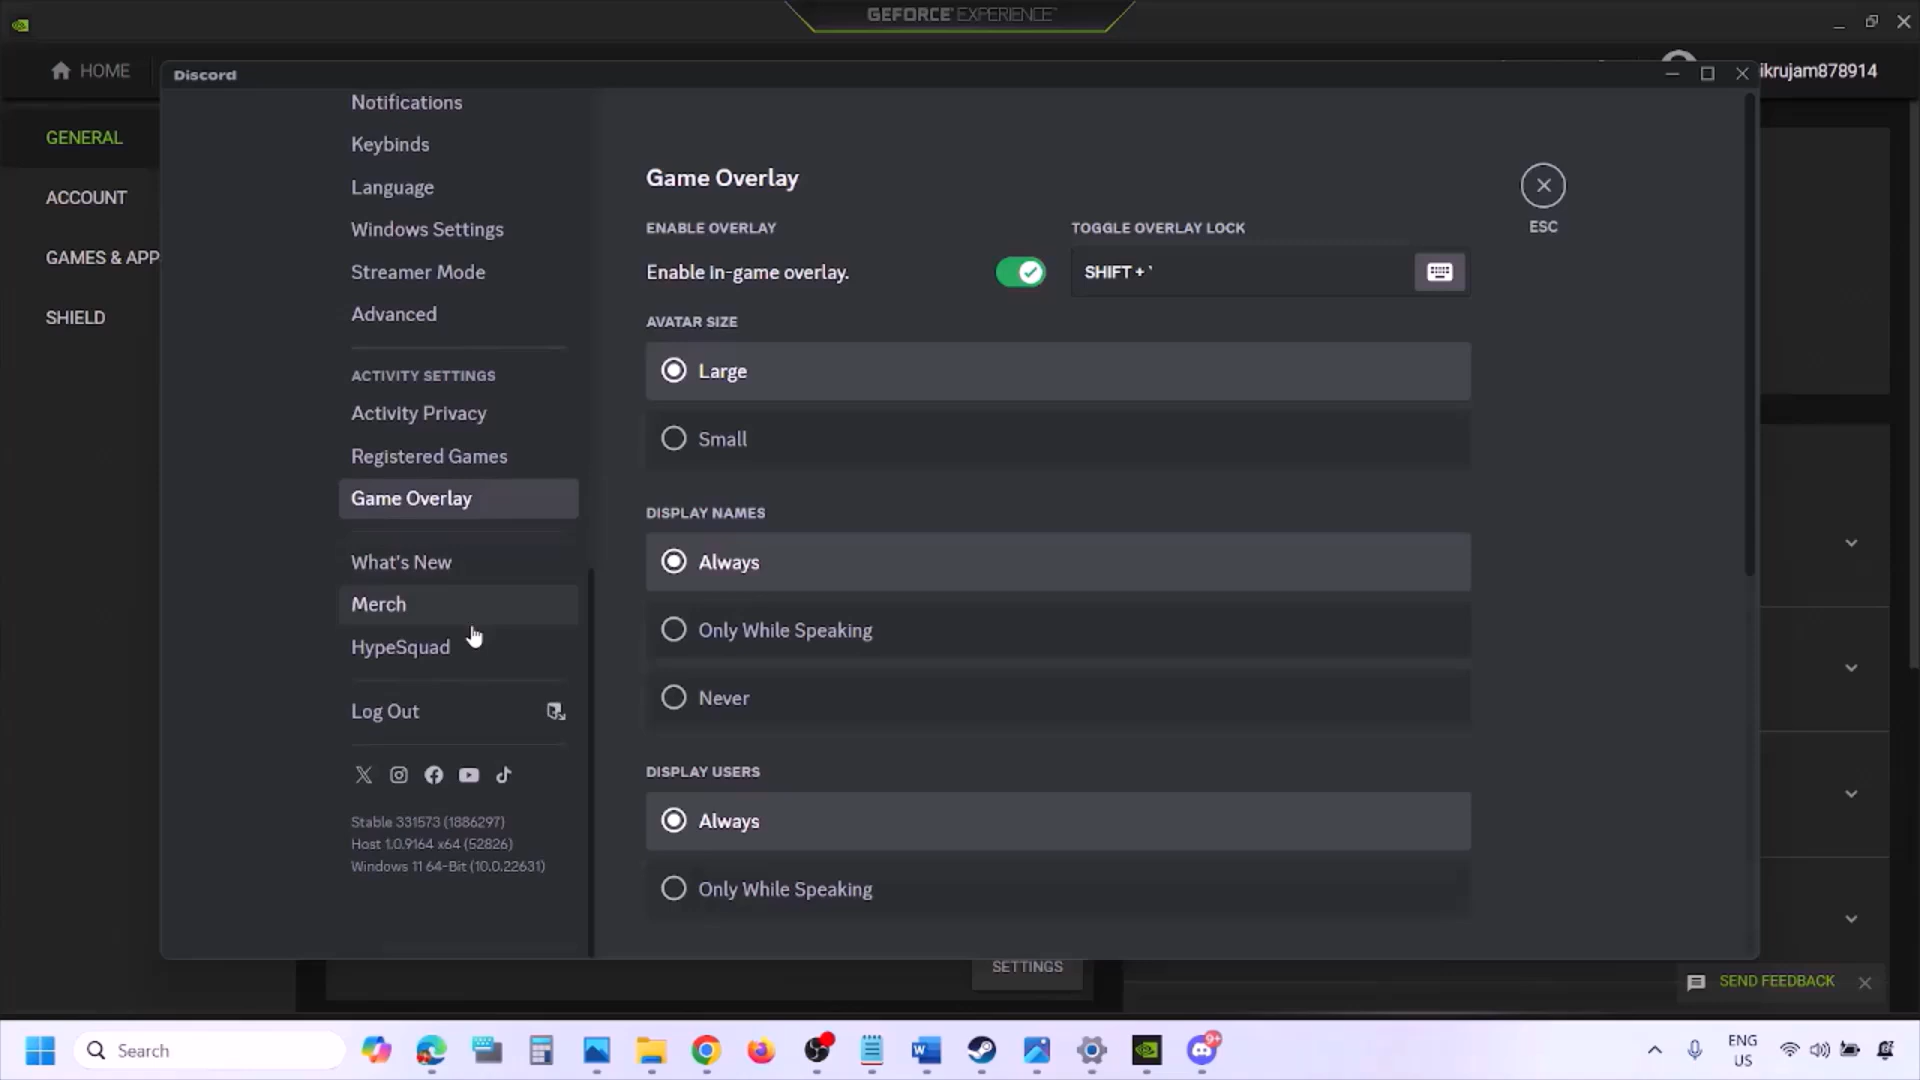 GEFORCE EXPERIENCE
HOME
ikrujam878914
Discord
GENERAL
ACCOUNT
GAMES & APP
SHIELD
Notifications
Keybinds
Language
Windows Settings
Streamer Mode
Advanced
ACTIVITY SETTINGS
Activity Privacy
Registered Games
Game Overlay
What's New
Merch
HypeSquad
Log Out
Stable 331573 (1886297)
Host 1.0.9164 x64 (52826)
Windows 11 64-Bit (10.0.22631)
Game Overlay
ESC
ENABLE OVERLAY
Enable in-game overlay.
TOGGLE OVERLAY LOCK
SHIFT + `
AVATAR SIZE
Large
Small
DISPLAY NAMES
Always
Only While Speaking
Never
DISPLAY USERS
Always
Only While Speaking
SETTINGS
SEND FEEDBACK
Search
9+
ENG
US